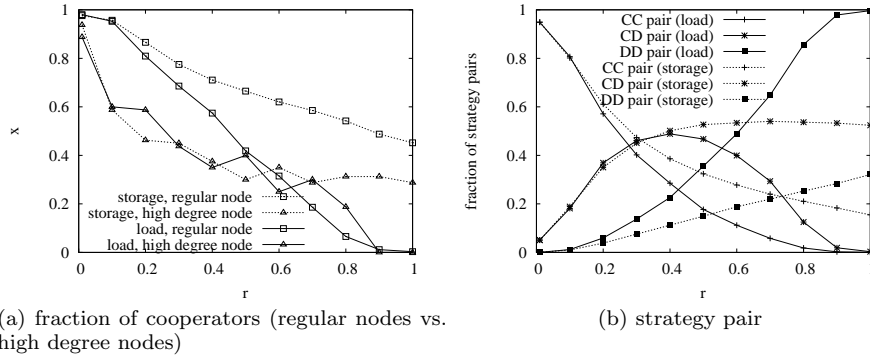 1
0.8
0.6
0.4
0.2
0
x
0
0.2
0.4
0.6
0.8
1
r
storage, regular node
storage, high degree node
load, regular node
load, high degree node
(a) fraction of cooperators (regular nodes vs.
high degree nodes)
1
0.8
0.6
0.4
0.2
0
fraction of strategy pairs
0
0.2
0.4
0.6
0.8
1
r
CC pair (load)
CD pair (load)
DD pair (load)
CC pair (storage)
CD pair (storage)
DD pair (storage)
(b) strategy pair